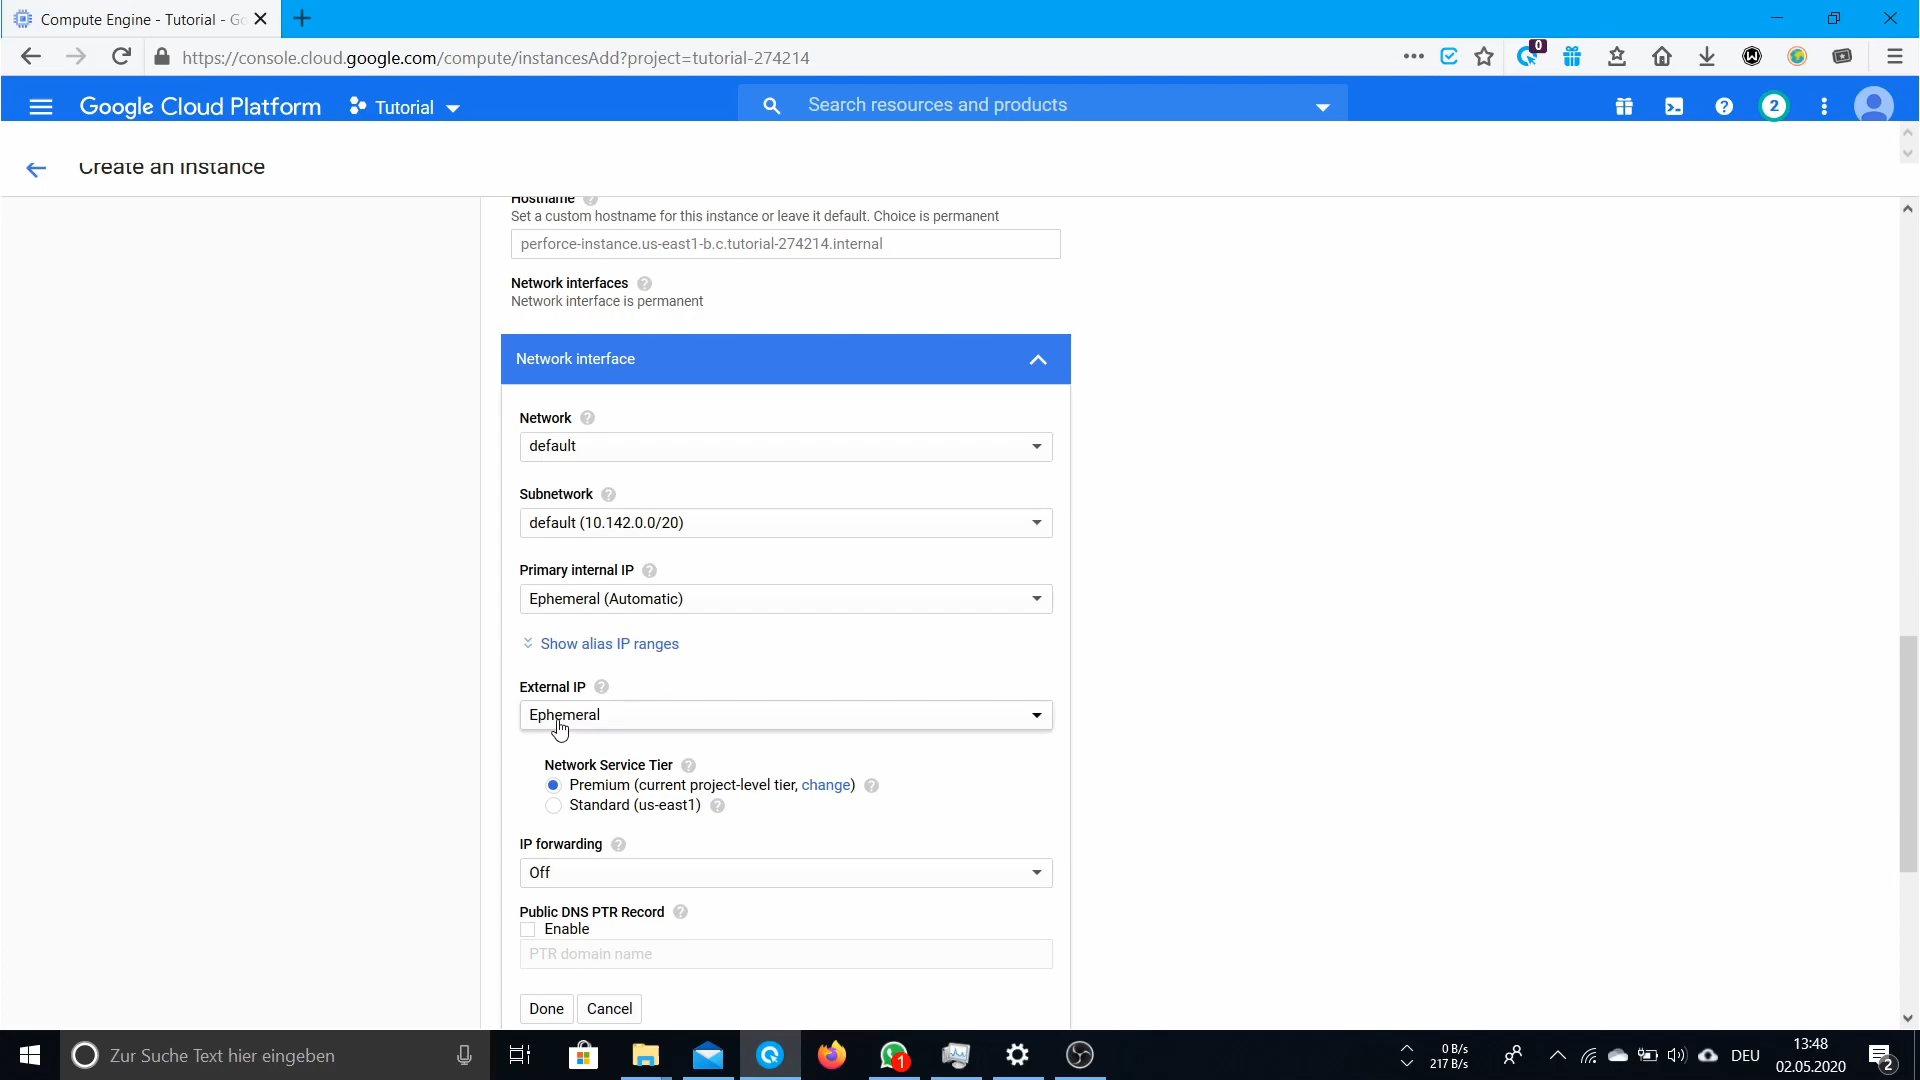 Compute Engine - Tutorial - Go
https://console.cloud.google.com/compute/instancesAdd?project=tutorial-274214
0
Google Cloud Platform
Tutorial
Search resources and products
2
Create an instance
Hostname
Set a custom hostname for this instance or leave it default. Choice is permanent
perforce-instance.us-east1-b.c.tutorial-274214.internal
Network interfaces
Network interface is permanent
Network interface
Network
default
Subnetwork
default (10.142.0.0/20)
Primary internal IP
Ephemeral (Automatic)
Show alias IP ranges
External IP
Ephemeral
Network Service Tier
Premium (current project-level tier, change)
Standard (us-east1)
IP forwarding
Off
Public DNS PTR Record
Enable
PTR domain name
Done Cancel
Zur Suche Text hier eingeben
1
0 B/s
217 B/s
DEU
13:48
02.05.2020
2